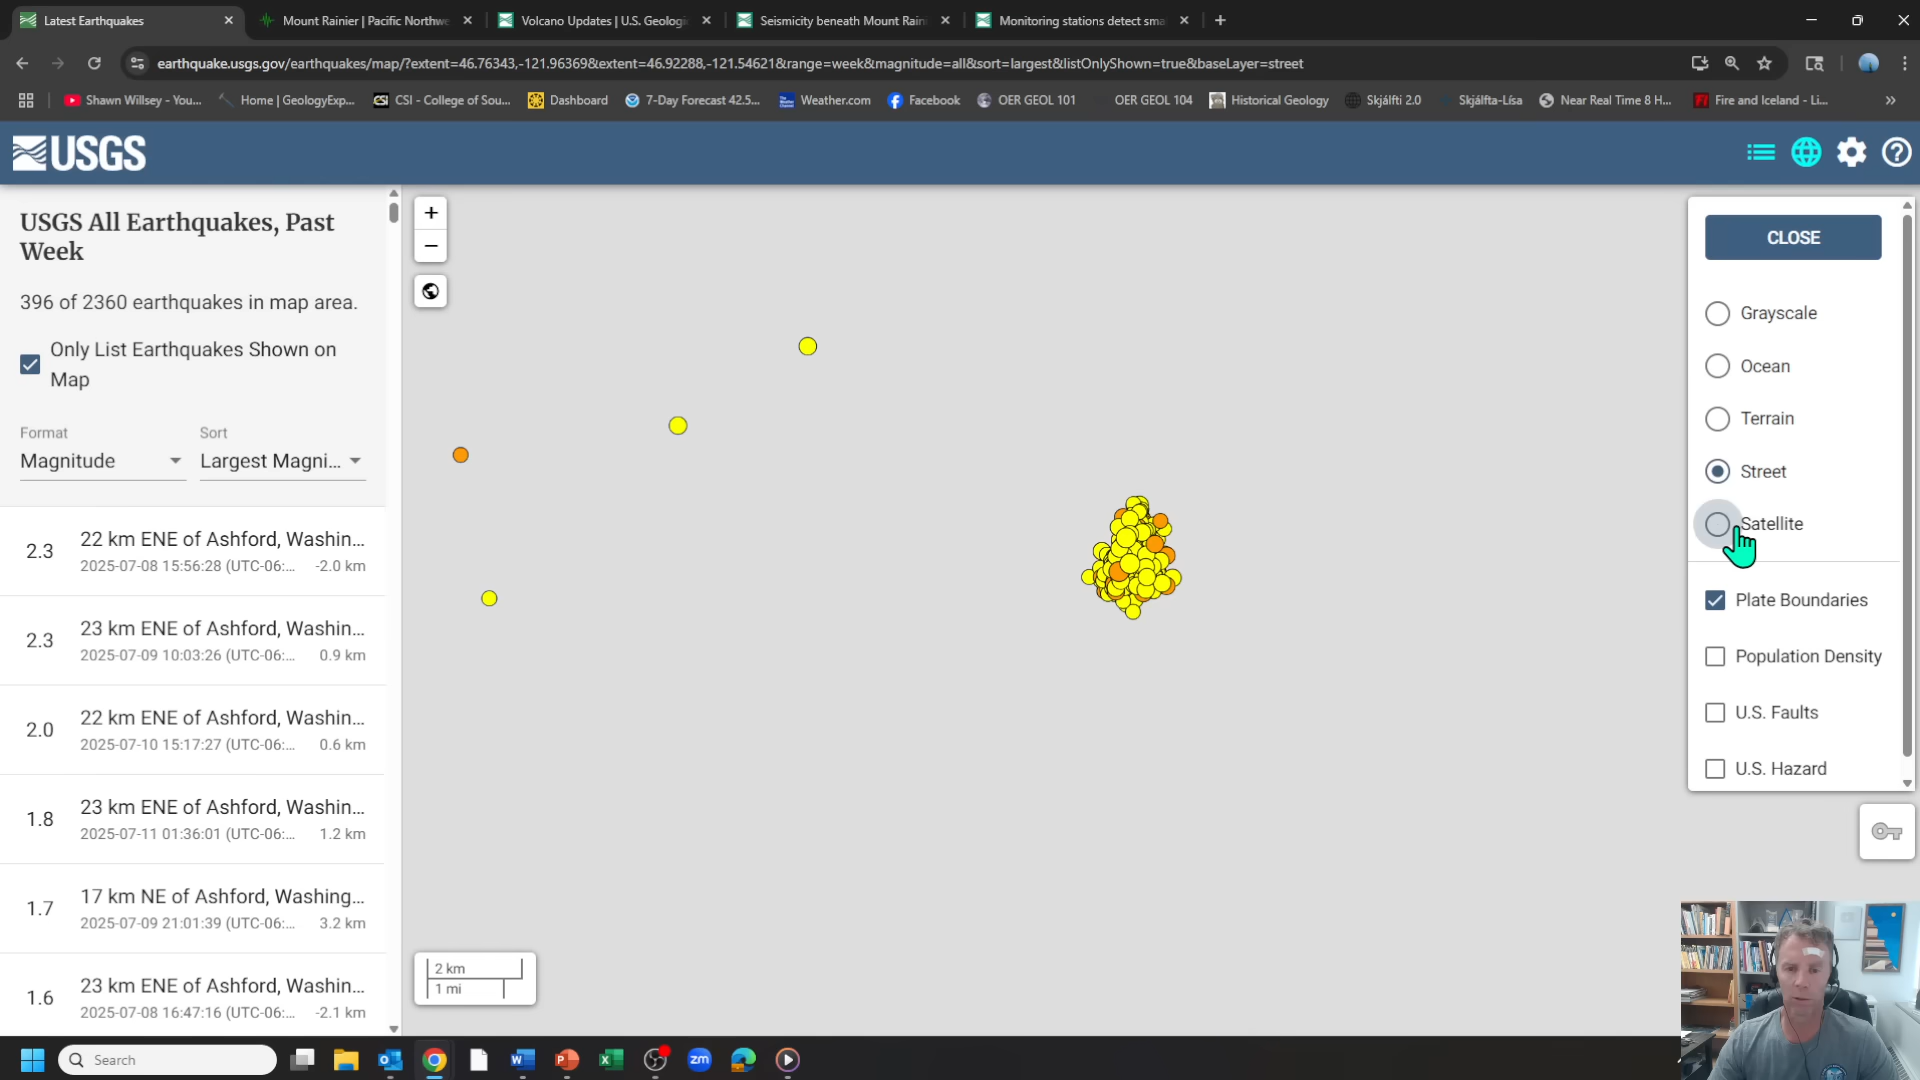 Latest Earthquakes
Mount Rainier | Pacific Northwe
Volcano Updates | U.S. Geologi
Seismicity beneath Mount Rain
Monitoring stations detect sma
earthquake.usgs.gov/earthquakes/map/?extent=46.76343,-121.96369&extent=46.92288,-121.54621&range=week&magnitude=all&sort=largest&listOnlyShown=true&baseLayer=street
Shawn Willsey - You...
Home | GeologyExp...
CSI - College of Sou...
Dashboard
7-Day Forecast 42.5...
Weather.com
Facebook
OER GEOL 101
OER GEOL 104
Historical Geology
Skjálfti 2.0
Skjálfta-Lísa
Near Real Time 8 H...
Fire and Iceland - Li...
USGS
USGS All Earthquakes, Past
Week
396 of 2360 earthquakes in map area.
Only List Earthquakes Shown on
Map
Format
Sort
Magnitude
Largest Magni...
2.3
22 km ENE of Ashford, Washin...
2025-07-08 15:56:28 (UTC-06:... -2.0 km
2.3
23 km ENE of Ashford, Washin...
2025-07-09 10:03:26 (UTC-06:... 0.9 km
2.0
22 km ENE of Ashford, Washin...
2025-07-10 15:17:27 (UTC-06:... 0.6 km
1.8
23 km ENE of Ashford, Washin...
2025-07-11 01:36:01 (UTC-06:... 1.2 km
1.7
17 km NE of Ashford, Washing...
2025-07-09 21:01:39 (UTC-06:... 3.2 km
1.6
23 km ENE of Ashford, Washin...
2025-07-08 16:47:16 (UTC-06:... -2.1 km
+
−
2 km
1 mi
CLOSE
Grayscale
Ocean
Terrain
Street
Satellite
Plate Boundaries
Population Density
U.S. Faults
U.S. Hazard
Search
zm